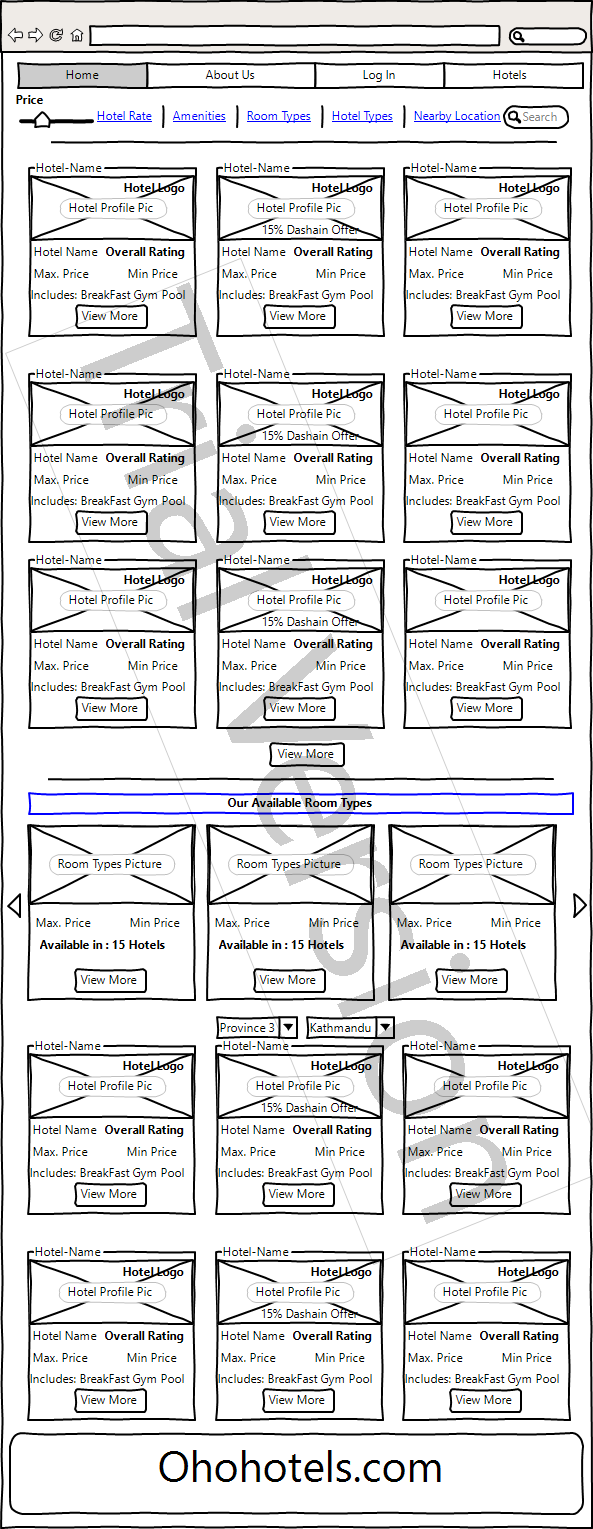 Home About Us Log In Hotels
Price
Hotel Rate Amenities Room Types Hotel Types Nearby Location Search
Hotel-Name Hotel-Name Hotel-Name
Hotel Logo Hotel Logo Hotel Logo
Hotel Profile Pic Hotel Profile Pic Hotel Profile Pic
15% Dashain Offer
Hotel Name Overall Rating Hotel Name Overall Rating Hotel Name Overall Rating
Max. Price Min Price Max. Price Min Price Max. Price Min Price
Includes: BreakFast Gym Pool Includes: BreakFast Gym Pool Includes: BreakFast Gym Pool
View More View More View More
Hotel-Name Hotel-Name Hotel-Name
Hotel Logo Hotel Logo Hotel Logo
Hotel Profile Pic Hotel Profile Pic Hotel Profile Pic
15% Dashain Offer
Hotel Name Overall Rating Hotel Name Overall Rating Hotel Name Overall Rating
Max. Price Min Price Max. Price Min Price Max. Price Min Price
Includes: BreakFast Gym Pool Includes: BreakFast Gym Pool Includes: BreakFast Gym Pool
View More View More View More
Hotel-Name Hotel-Name Hotel-Name
Hotel Logo Hotel Logo Hotel Logo
Hotel Profile Pic Hotel Profile Pic Hotel Profile Pic
15% Dashain Offer
Hotel Name Overall Rating Hotel Name Overall Rating Hotel Name Overall Rating
Max. Price Min Price Max. Price Min Price Max. Price Min Price
Includes: BreakFast Gym Pool Includes: BreakFast Gym Pool Includes: BreakFast Gym Pool
View More View More View More
View More
Our Available Room Types
Room Types Picture Room Types Picture Room Types Picture
Max. Price Min Price Max. Price Min Price Max. Price Min Price
Available in : 15 Hotels Available in : 15 Hotels Available in : 15 Hotels
View More View More View More
Province 3 Kathmandu
Hotel-Name Hotel-Name Hotel-Name
Hotel Logo Hotel Logo Hotel Logo
Hotel Profile Pic Hotel Profile Pic Hotel Profile Pic
15% Dashain Offer
Hotel Name Overall Rating Hotel Name Overall Rating Hotel Name Overall Rating
Max. Price Min Price Max. Price Min Price Max. Price Min Price
Includes: BreakFast Gym Pool Includes: BreakFast Gym Pool Includes: BreakFast Gym Pool
View More View More View More
Hotel-Name Hotel-Name Hotel-Name
Hotel Logo Hotel Logo Hotel Logo
Hotel Profile Pic Hotel Profile Pic Hotel Profile Pic
15% Dashain Offer
Hotel Name Overall Rating Hotel Name Overall Rating Hotel Name Overall Rating
Max. Price Min Price Max. Price Min Price Max. Price Min Price
Includes: BreakFast Gym Pool Includes: BreakFast Gym Pool Includes: BreakFast Gym Pool
View More View More View More
Ohohotels.com
Trial Version